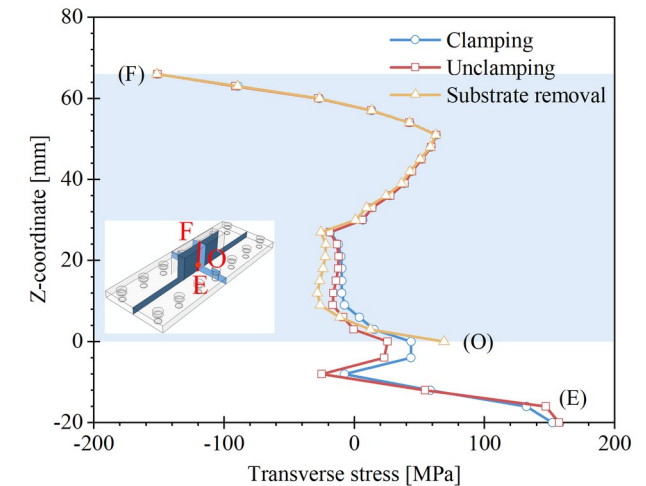 80
60
40
20
0
-20
Z-coordinate [mm]
(F)
Clamping
Unclamping
Substrate removal
F
O
E
(O)
(E)
-200
-100
0
100
200
Transverse stress [MPa]